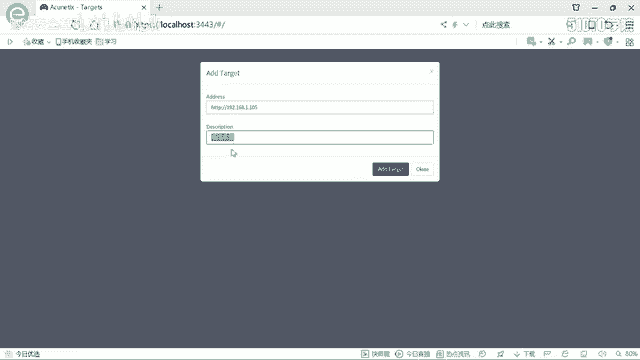 Acunetix - Targets
localhost:3443/#/
点此搜索
收藏 手机收藏夹 学习
Add Target
Address
http://192.168.1.105
Description
Add Target Close
今日优选
快剪辑 今日直播 热点资讯 下载 80%